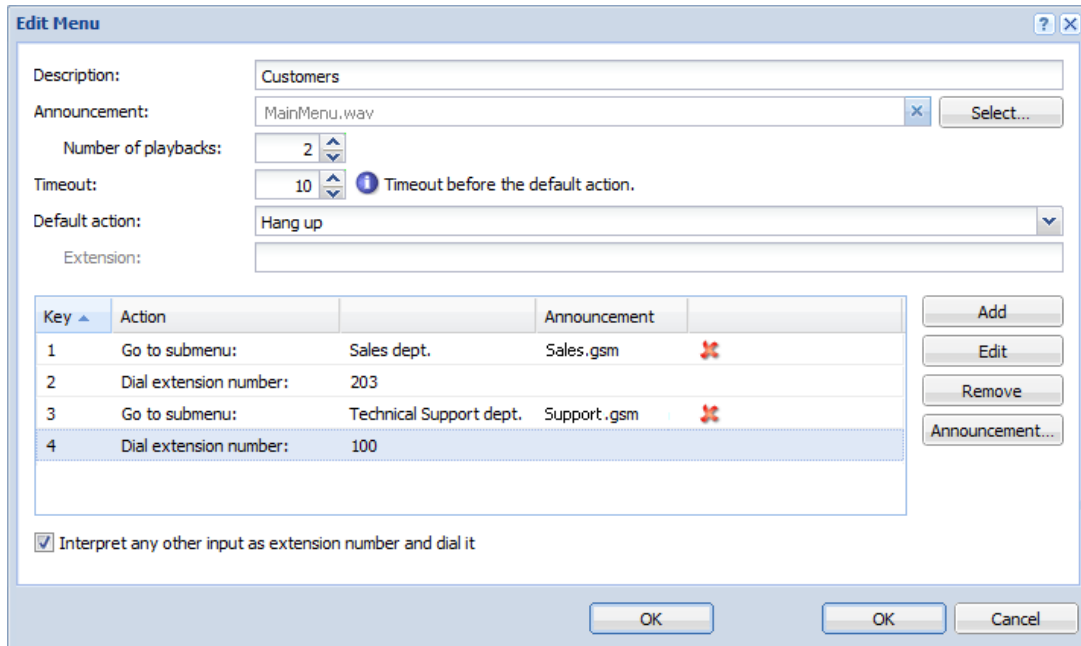 Edit Menu
Description: Customers
Announcement: MainMenu.wav Select...
Number of playbacks: 2
Timeout: 10 Timeout before the default action.
Default action: Hang up
Extension:
Key Action Announcement
1 Go to submenu: Sales dept. Sales.gsm
2 Dial extension number: 203
3 Go to submenu: Technical Support dept. Support.gsm
4 Dial extension number: 100
Add
Edit
Remove
Announcement...
Interpret any other input as extension number and dial it
OK OK Cancel